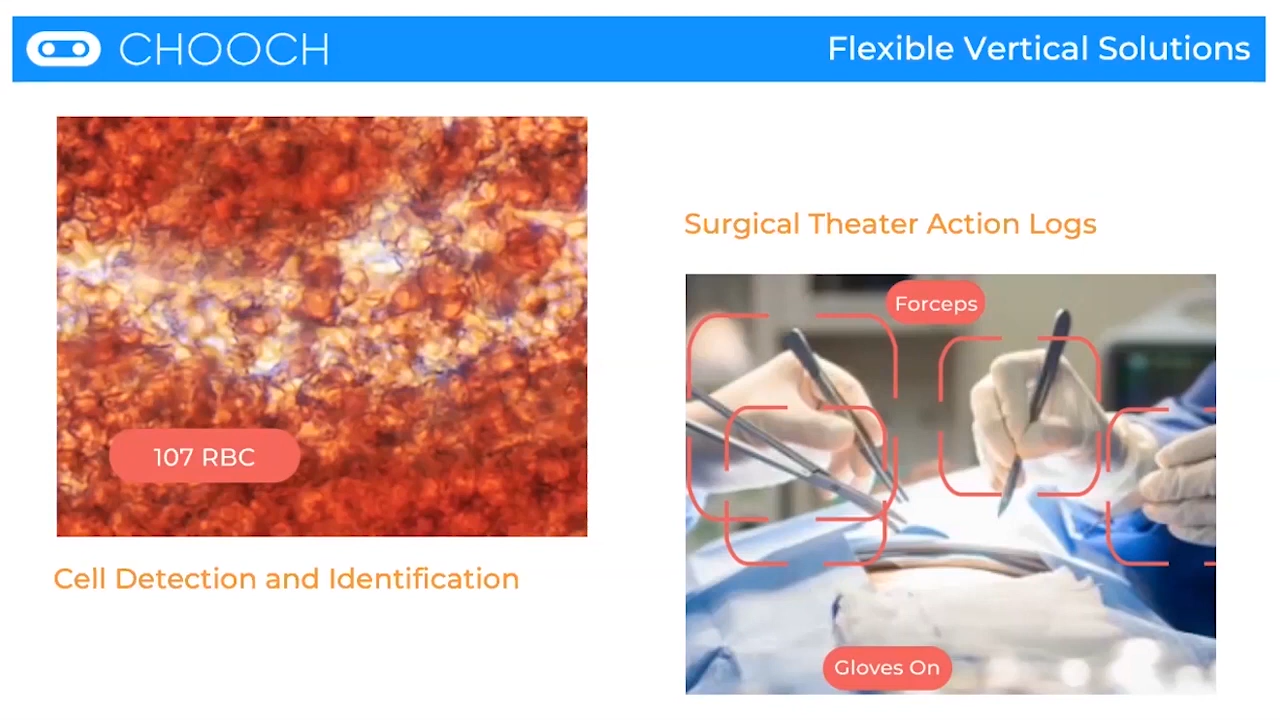 CHOOCH
Flexible Vertical Solutions
107 RBC
Cell Detection and Identification
Surgical Theater Action Logs
Forceps
Gloves On